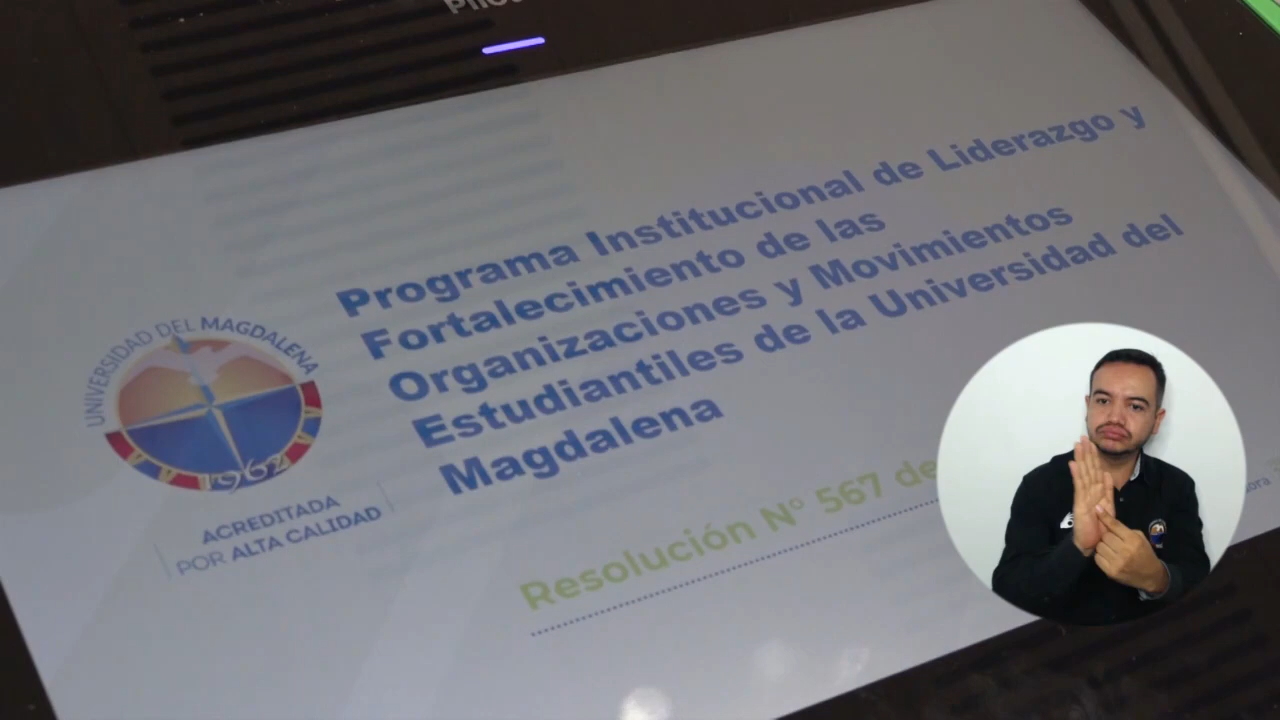 Programa Institucional de Liderazgo y
Fortalecimiento de las
Organizaciones y Movimientos
Estudiantiles de la Universidad del
Magdalena
UNIVERSIDAD DEL MAGDALENA
1962
ACREDITADA
POR ALTA CALIDAD
Resolución N° 567 de